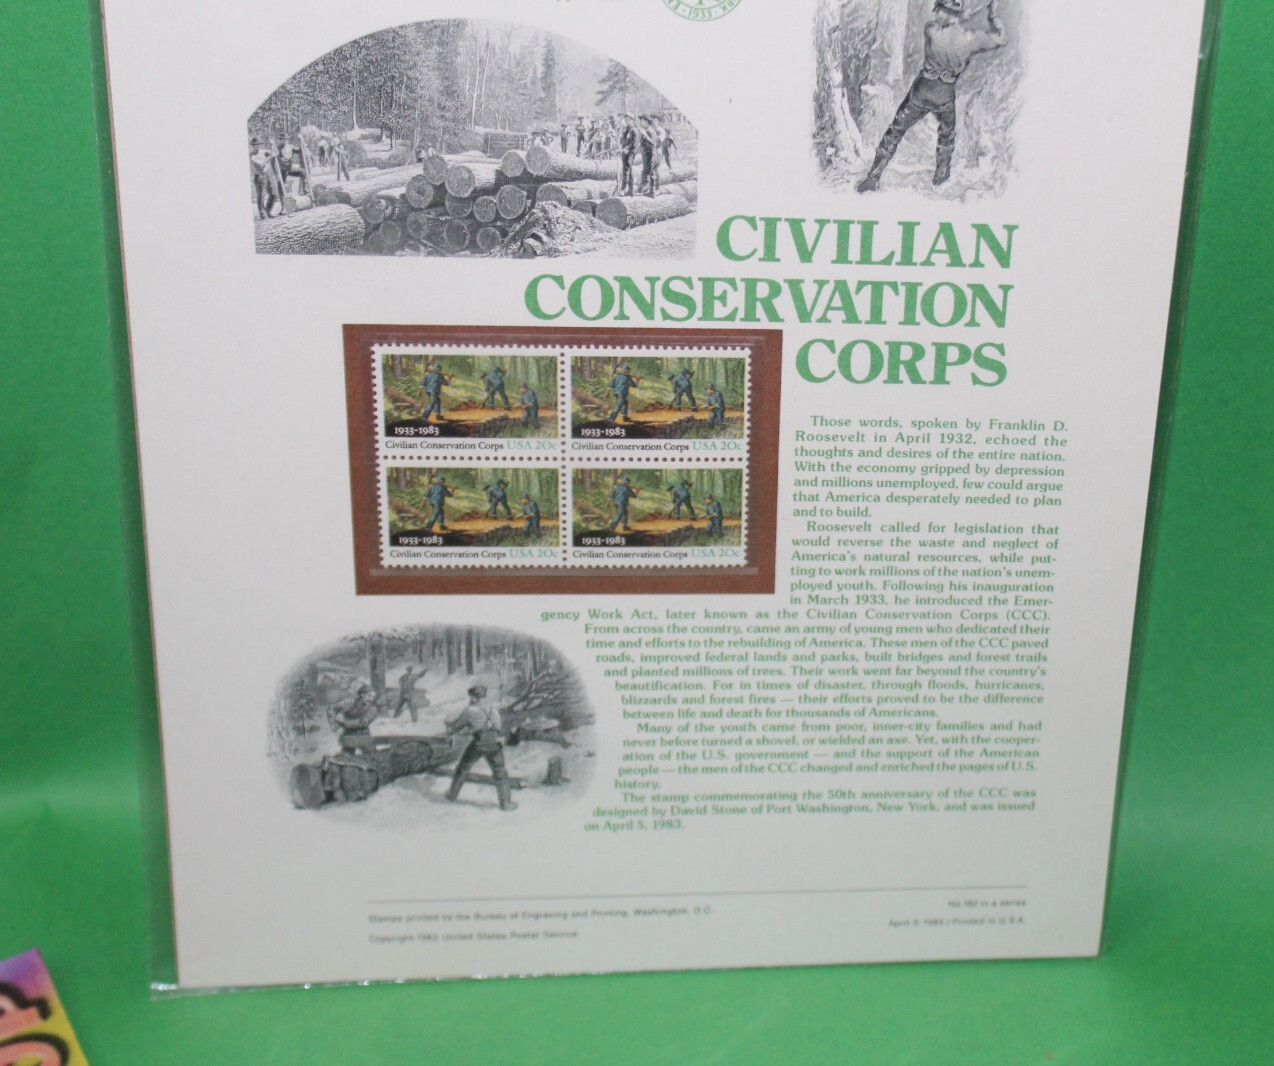 1933
CIVILIAN
CONSERVATION
CORPS
1933-1983
Civilian Conservation Corps USA 20c
1933-1983
Civilian Conservation Corps USA 20c
1933-1983
Civilian Conservation Corps USA 20c
1933-1983
Civilian Conservation Corps USA 20c
Those words, spoken by Franklin D.
Roosevelt in April 1932, echoed the
thoughts and desires of the entire nation.
With the economy gripped by depression
and millions unemployed, few could argue
that America desperately needed to plan
and to build.
Roosevelt called for legislation that
would reverse the waste and neglect of
America's natural resources, while put-
ting to work millions of the nation's unem-
ployed youth. Following his inauguration
in March 1933, he introduced the Emer-
gency Work Act, later known as the Civilian Conservation Corps (CCC).
From across the country, came an army of young men who dedicated their
time and efforts to the rebuilding of America. These men of the CCC paved
roads, improved federal lands and parks, built bridges and forest trails
and planted millions of trees. Their work went far beyond the country's
beautification. For in times of disaster, through floods, hurricanes,
blizzards and forest fires — their efforts proved to be the difference
between life and death for thousands of Americans.
Many of the youth came from poor, inner-city families and had
never before turned a shovel, or wielded an axe. Yet, with the cooper-
ation of the U.S. government — and the support of the American
people — the men of the CCC changed and enriched the pages of U.S.
history.
The stamp commemorating the 50th anniversary of the CCC was
designed by David Stone of Port Washington, New York, and was issued
on April 5, 1983.
Stamps printed by the Bureau of Engraving and Printing, Washington, D.C.
Copyright 1983 United States Postal Service
in a series
April 5, 1983 / Printed in U.S.A.